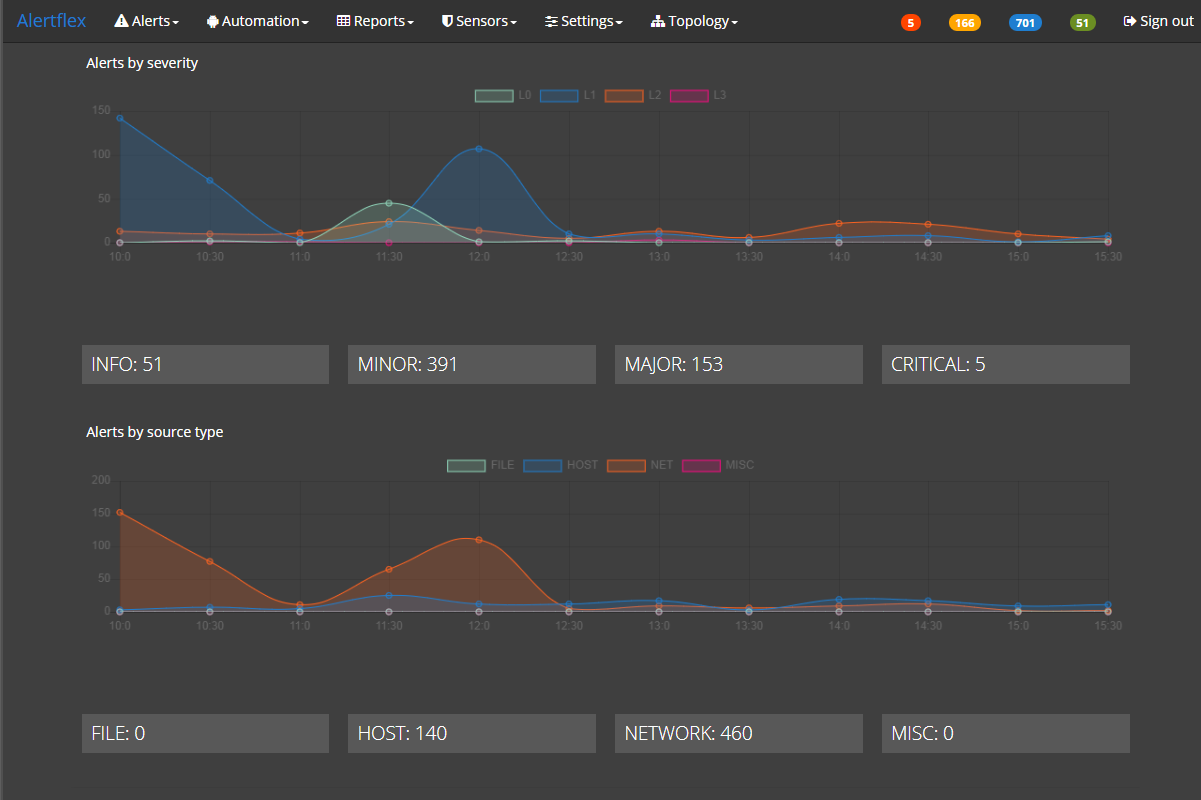 Alertflex Alerts Automation Reports Sensors Settings Topology 5 166 701 51 Sign out
Alerts by severity
L0 L1 L2 L3
150
100
50
0
10:0 10:30 11:0 11:30 12:0 12:30 13:0 13:30 14:0 14:30 15:0 15:30
INFO: 51 MINOR: 391 MAJOR: 153 CRITICAL: 5
Alerts by source type
FILE HOST NET MISC
200
150
100
50
0
10:0 10:30 11:0 11:30 12:0 12:30 13:0 13:30 14:0 14:30 15:0 15:30
FILE: 0 HOST: 140 NETWORK: 460 MISC: 0